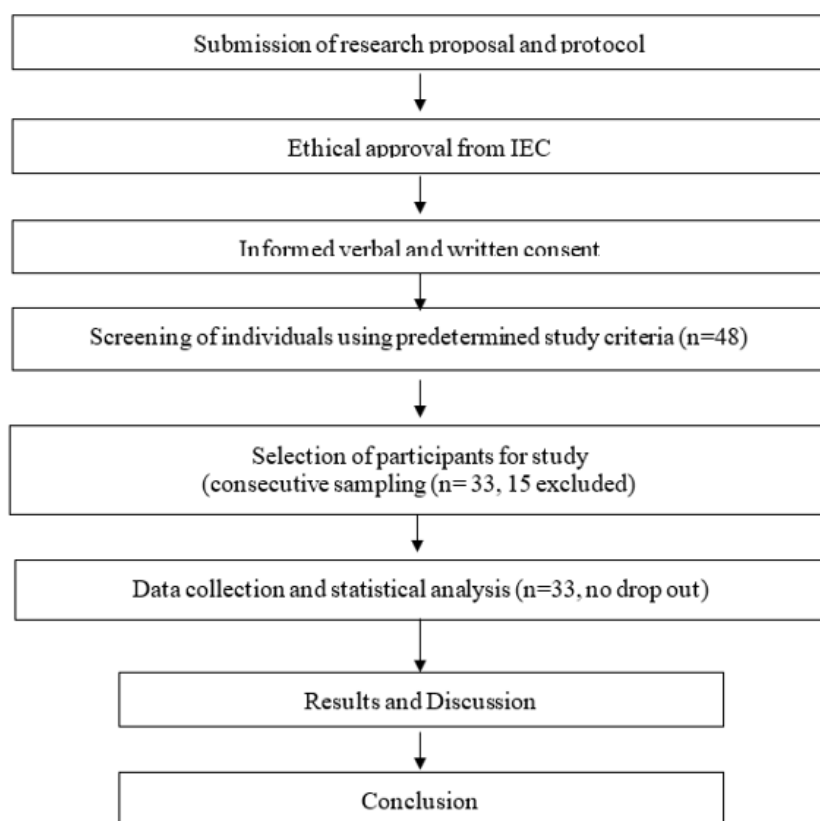 Submission of research proposal and protocol
Ethical approval from IEC
Informed verbal and written consent
Screening of individuals using predetermined study criteria (n=48)
Selection of participants for study
(consecutive sampling (n= 33, 15 excluded)
Data collection and statistical analysis (n=33, no drop out)
Results and Discussion
Conclusion